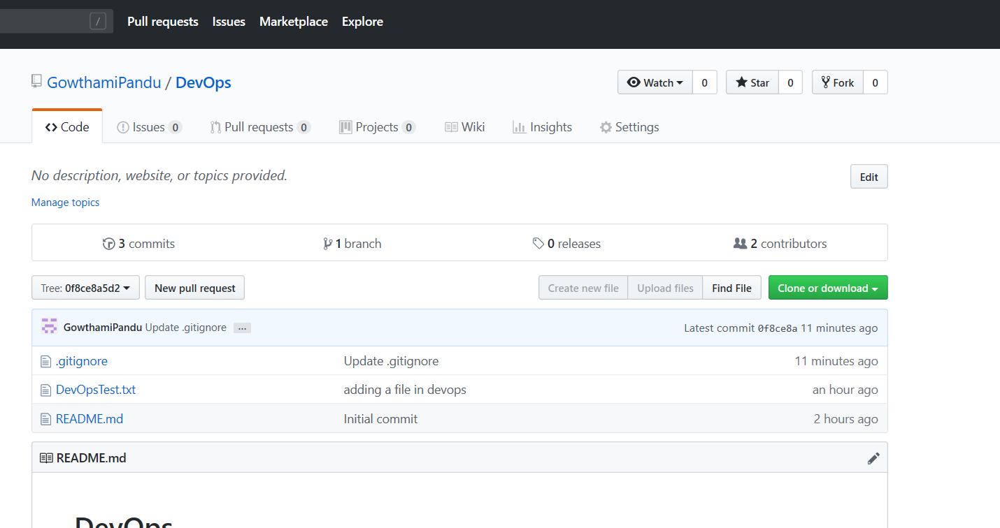 / Pull requests Issues Marketplace Explore
GowthamiPandu / DevOps Watch 0 Star 0 Fork 0
Code Issues 0 Pull requests 0 Projects 0 Wiki Insights Settings
No description, website, or topics provided. Edit
Manage topics
3 commits 1 branch 0 releases 2 contributors
Tree: 0f8ce8a5d2 New pull request Create new file Upload files Find File Clone or download
GowthamiPandu Update .gitignore ... Latest commit 0f8ce8a 11 minutes ago
.gitignore Update .gitignore 11 minutes ago
DevOpsTest.txt adding a file in devops an hour ago
README.md Initial commit 2 hours ago
README.md
DevOps